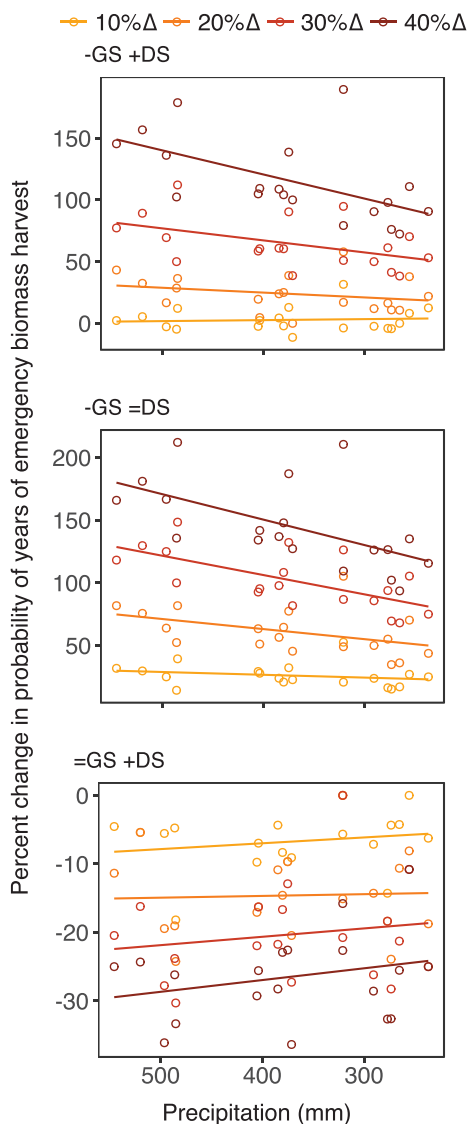 10%Δ 20%Δ 30%Δ 40%Δ
-GS +DS
150
100
50
0
-GS =DS
200
150
100
50
=GS +DS
0
-10
-20
-30
500 400 300
Precipitation (mm)
Percent change in probability of years of emergency biomass harvest